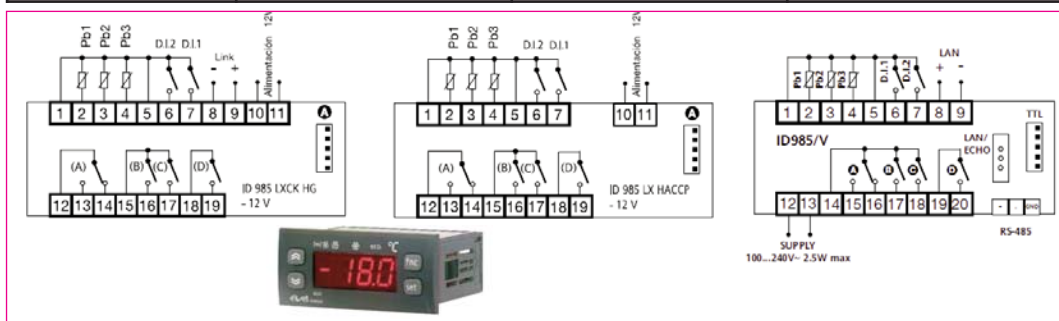 Pb1 Pb2 Pb3 D.I.2 D.I.1 Link - + Alimentación 12V
1 2 3 4 5 6 7 8 9 10 11
A
(A) (B) (C) (D)
ID 985 LXCK HG
~ 12 V
12 13 14 15 16 17 18 19
Pb1 Pb2 Pb3 D.I.2 D.I.1 Alimentación 12V
1 2 3 4 5 6 7 10 11
A
(A) (B) (C) (D)
ID 985 LX HACCP
~ 12 V
12 13 14 15 16 17 18 19
LAN
Pb1 Pb2 Pb3 D.I.1 D.I.2 + -
1 2 3 4 5 6 7 8 9
TTL
ID985/V
LAN/
ECHO
A B C D
12 13 14 15 16 17 18 19 20
- . GND
RS-485
SUPPLY
100...240V~ 2.5W max
eco °C
-18.0
fnc
set